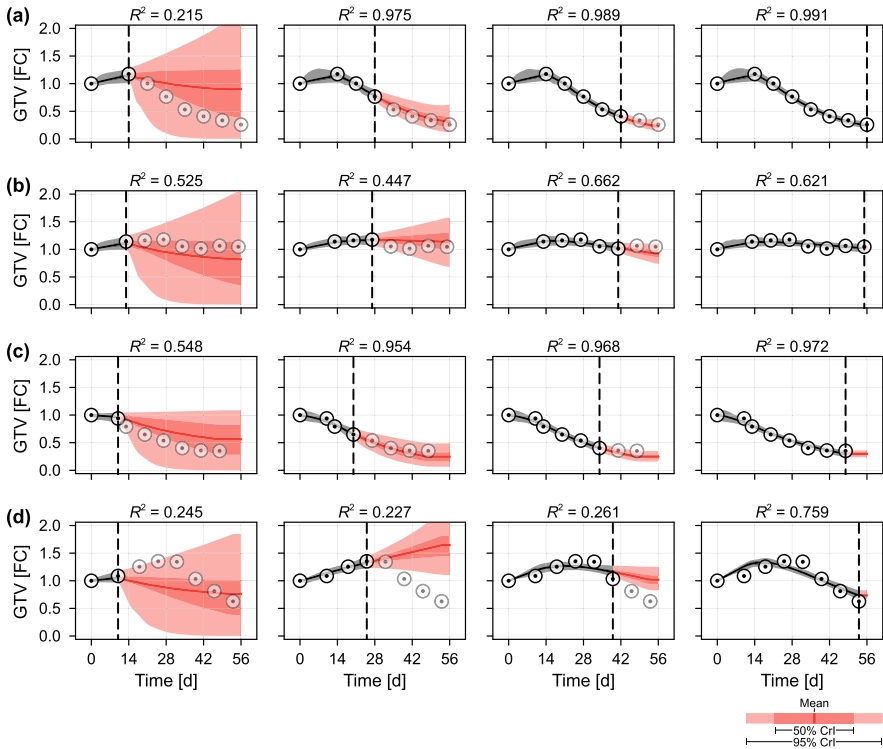 (a)
R² = 0.215
R² = 0.975
R² = 0.989
R² = 0.991
GTV [FC]
2.0
1.5
1.0
0.5
0.0
(b)
R² = 0.525
R² = 0.447
R² = 0.662
R² = 0.621
GTV [FC]
2.0
1.5
1.0
0.5
0.0
(c)
R² = 0.548
R² = 0.954
R² = 0.968
R² = 0.972
GTV [FC]
2.0
1.5
1.0
0.5
0.0
(d)
R² = 0.245
R² = 0.227
R² = 0.261
R² = 0.759
GTV [FC]
2.0
1.5
1.0
0.5
0.0
0 14 28 42 56
0 14 28 42 56
0 14 28 42 56
0 14 28 42 56
Time [d]
Time [d]
Time [d]
Time [d]
Mean
50% CrI
95% CrI